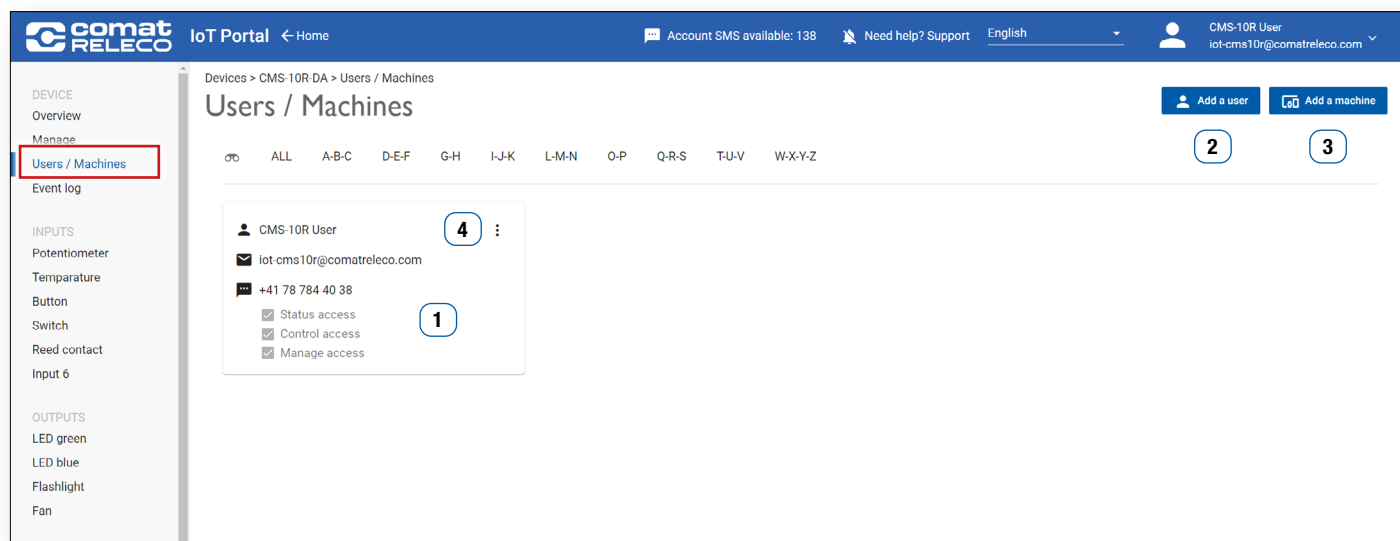 comat
RELECO
IoT Portal ← Home
Account SMS available: 138
Need help? Support
English
CMS-10R User
iot-cms10r@comatreleco.com
DEVICE
Overview
Manage
Users / Machines
Event log
INPUTS
Potentiometer
Temparature
Button
Switch
Reed contact
Input 6
OUTPUTS
LED green
LED blue
Flashlight
Fan
Devices > CMS-10R-DA > Users / Machines
Users / Machines
Add a user
Add a machine
2
3
ALL A-B-C D-E-F G-H I-J-K L-M-N O-P Q-R-S T-U-V W-X-Y-Z
CMS-10R User
4
iot-cms10r@comatreleco.com
+41 78 784 40 38
Status access
1
Control access
Manage access